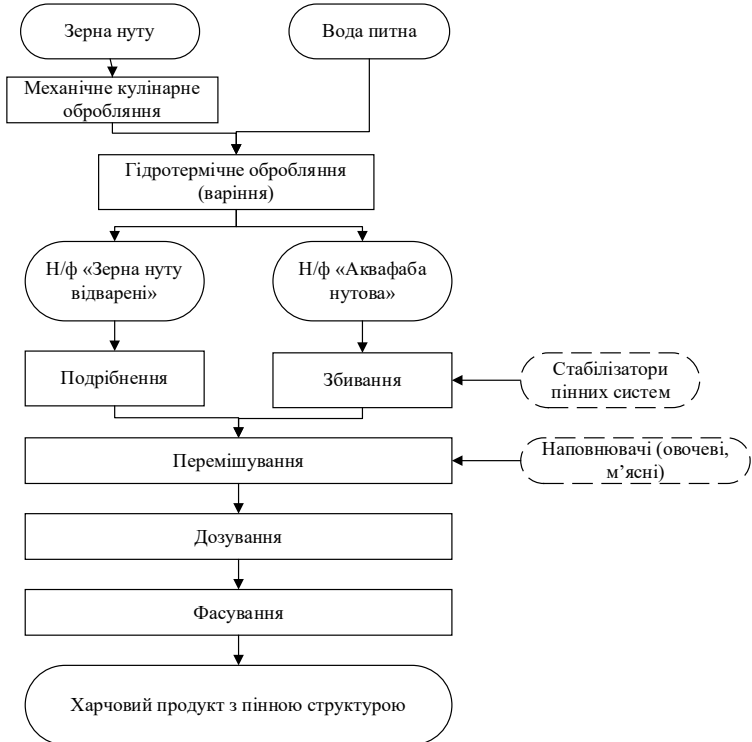 Зерна нуту
Вода питна
Механічне кулінарне
обробляння
Гідротермічне обробляння
(варіння)
Н/ф «Зерна нуту
відварені»
Н/ф «Аквафаба
нутова»
Подрібнення
Збивання
Стабілізатори
пінних систем
Перемішування
Наповнювачі (овочеві,
м’ясні)
Дозування
Фасування
Харчовий продукт з пінною структурою